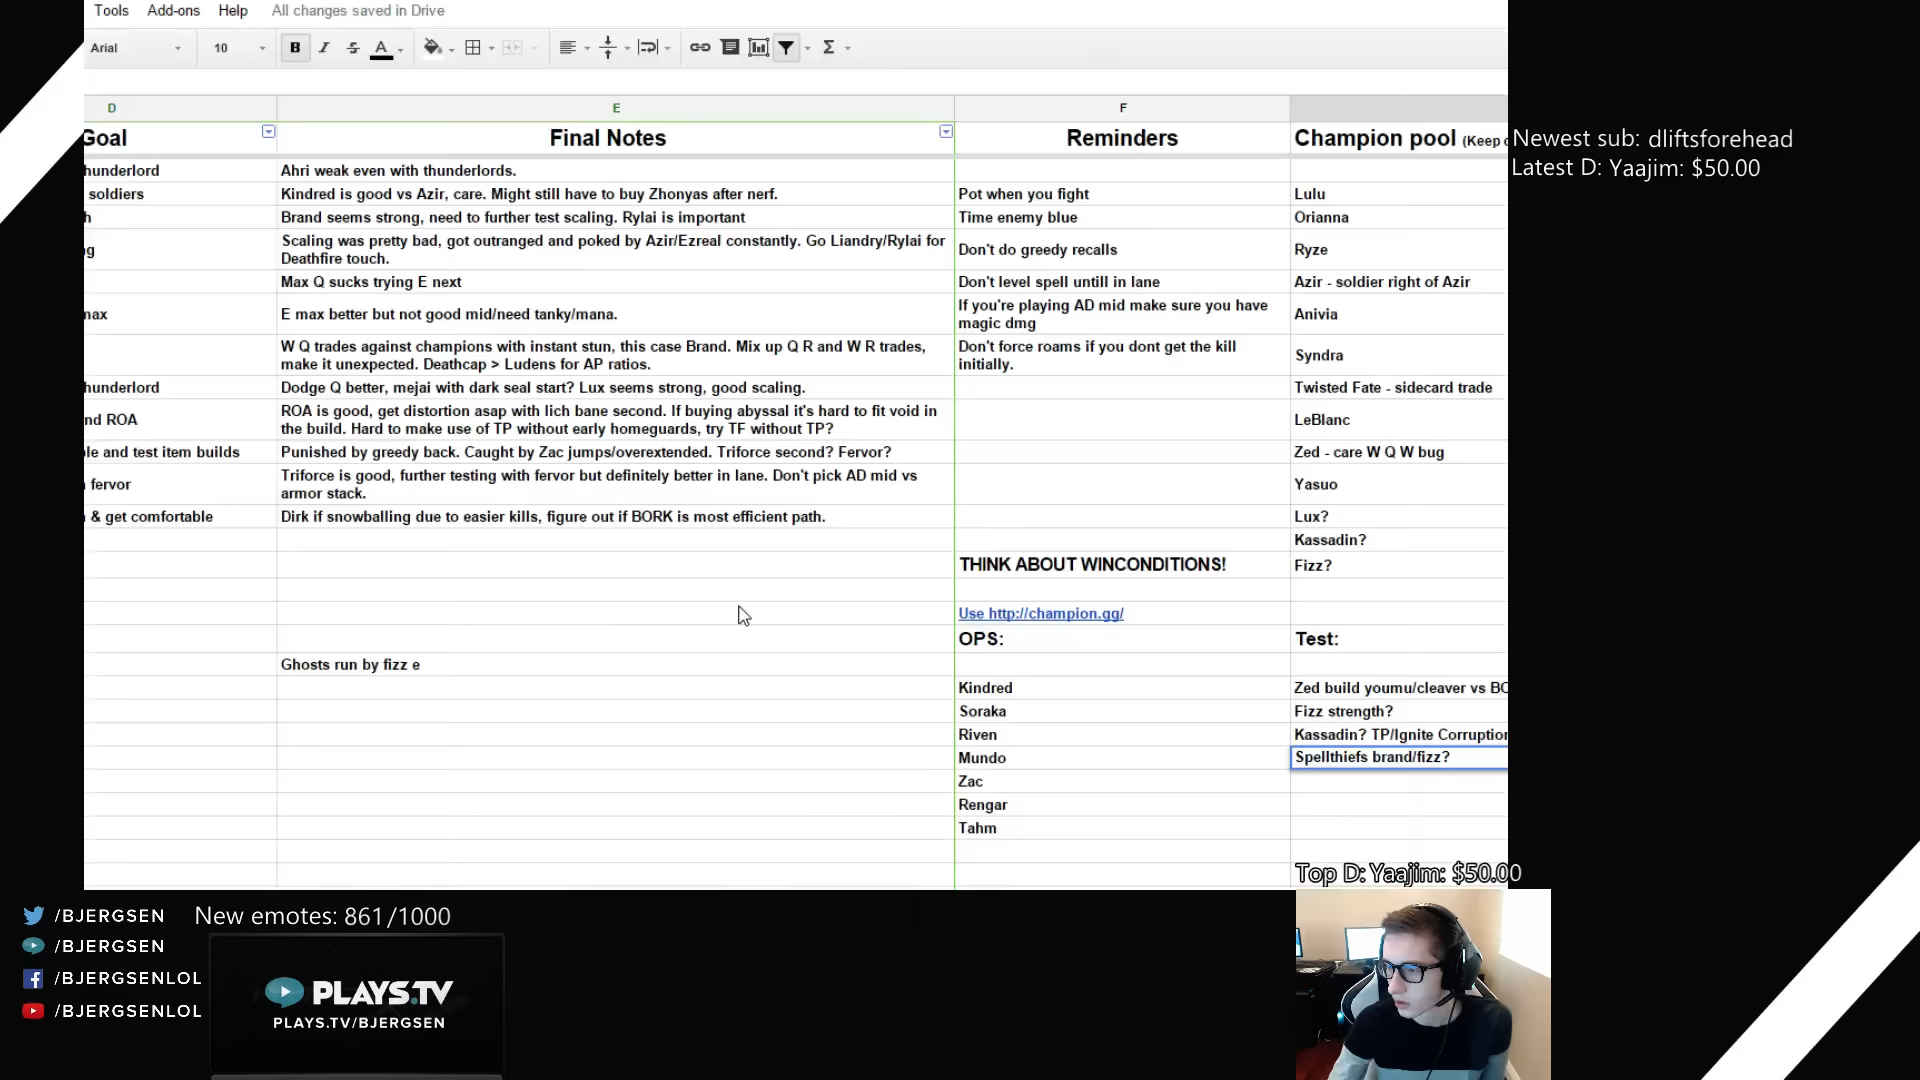 Tools Add-ons Help All changes saved in Drive
Arial 10 B I S A Σ
D E F
Goal Final Notes Reminders Champion pool (Keep
hunderlord Ahri weak even with thunderlords.
soldiers Kindred is good vs Azir, care. Might still have to buy Zhonyas after nerf. Pot when you fight Lulu
h Brand seems strong, need to further test scaling. Rylai is important Time enemy blue Orianna
g Scaling was pretty bad, got outranged and poked by Azir/Ezreal constantly. Go Liandry/Rylai for
Deathfire touch. Don't do greedy recalls Ryze
Max Q sucks trying E next Don't level spell untill in lane Azir - soldier right of Azir
max E max better but not good mid/need tanky/mana. If you're playing AD mid make sure you have
magic dmg Anivia
W Q trades against champions with instant stun, this case Brand. Mix up Q R and W R trades,
make it unexpected. Deathcap > Ludens for AP ratios. Don't force roams if you dont get the kill
initially. Syndra
hunderlord Dodge Q better, mejai with dark seal start? Lux seems strong, good scaling. Twisted Fate - sidecard trade
nd ROA ROA is good, get distortion asap with lich bane second. If buying abyssal it's hard to fit void in
the build. Hard to make use of TP without early homeguards, try TF without TP? LeBlanc
le and test item builds Punished by greedy back. Caught by Zac jumps/overextended. Triforce second? Fervor? Zed - care W Q W bug
fervor Triforce is good, further testing with fervor but definitely better in lane. Don't pick AD mid vs
armor stack. Yasuo
& get comfortable Dirk if snowballing due to easier kills, figure out if BORK is most efficient path. Lux?
Kassadin?
THINK ABOUT WINCONDITIONS! Fizz?
Use http://champion.gg/
OPS: Test:
Ghosts run by fizz e
Kindred Zed build youmu/cleaver vs BO
Soraka Fizz strength?
Riven Kassadin? TP/Ignite Corruption
Mundo Spellthiefs brand/fizz?
Zac
Rengar
Tahm
Newest sub: dliftsforehead
Latest D: Yaajim: $50.00
Top D: Yaajim: $50.00
/BJERGSEN New emotes: 861/1000
/BJERGSEN
/BJERGSENLOL
/BJERGSENLOL
PLAYS.TV
PLAYS.TV/BJERGSEN